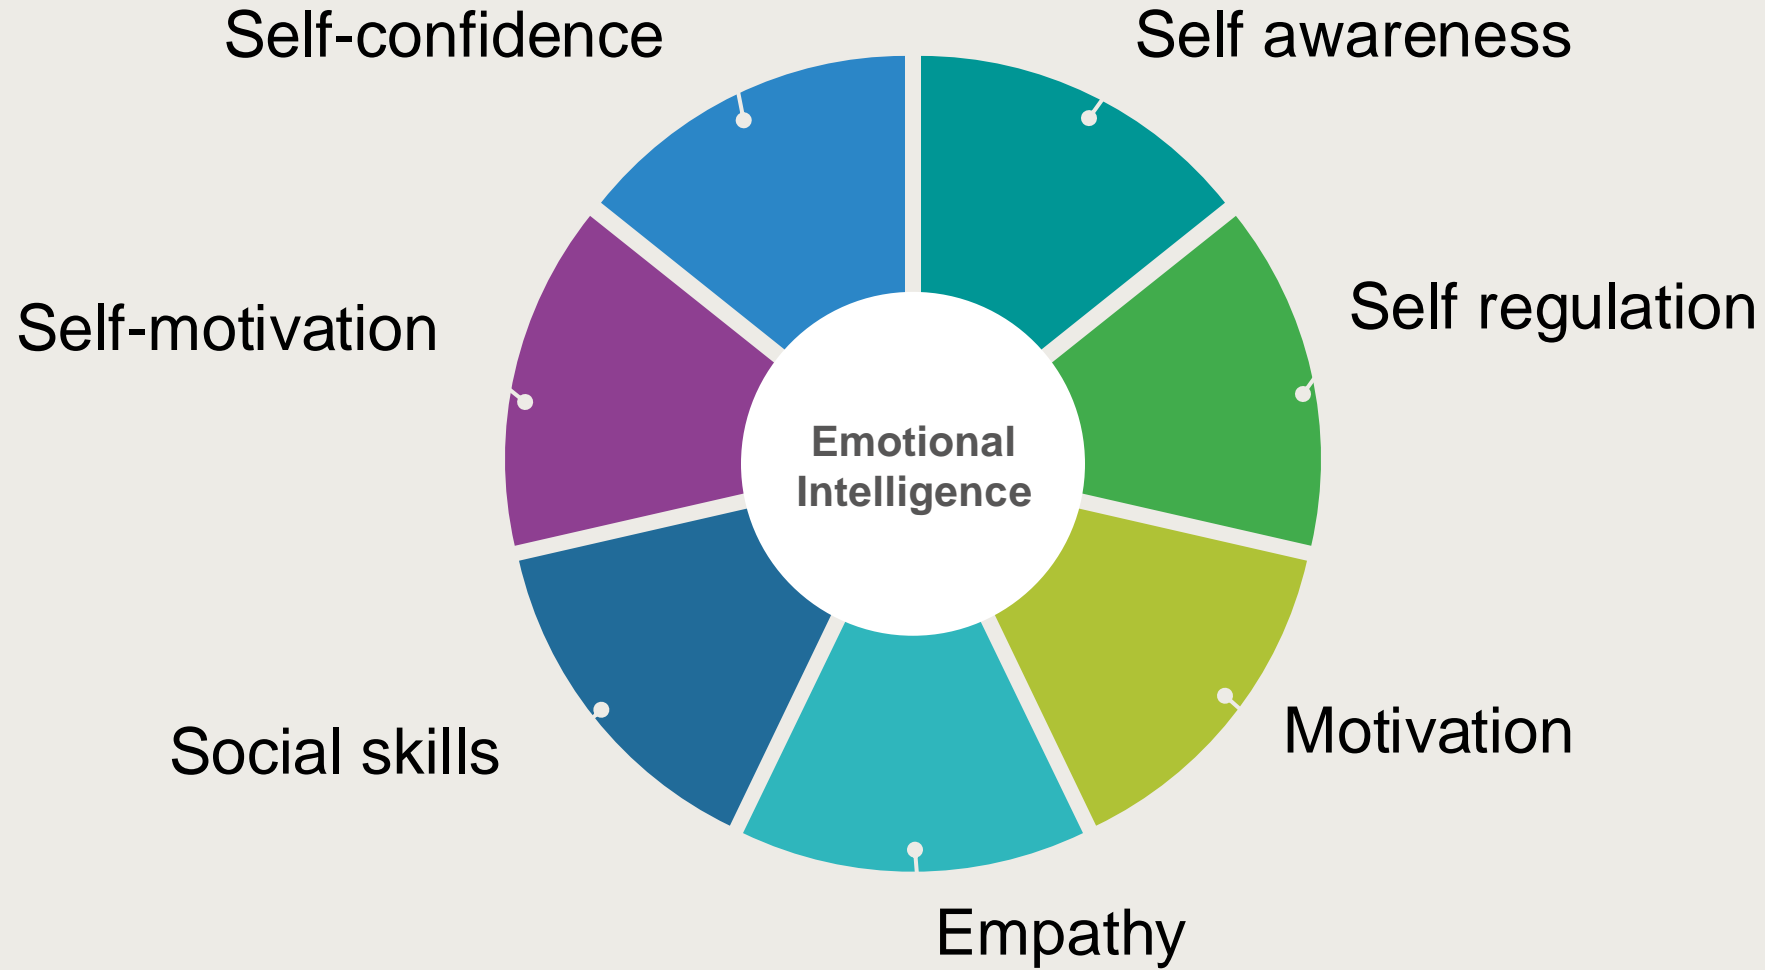 Self-confidence
Self awareness
Self-motivation
Self regulation
Emotional
Intelligence
Social skills
Motivation
Empathy